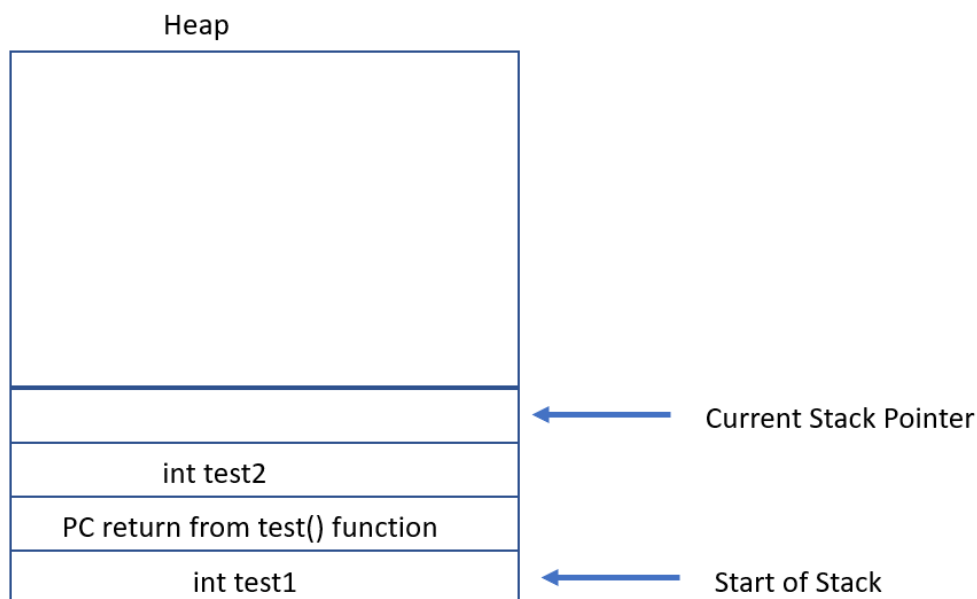 Heap
Current Stack Pointer
int test2
PC return from test() function
int test1
Start of Stack